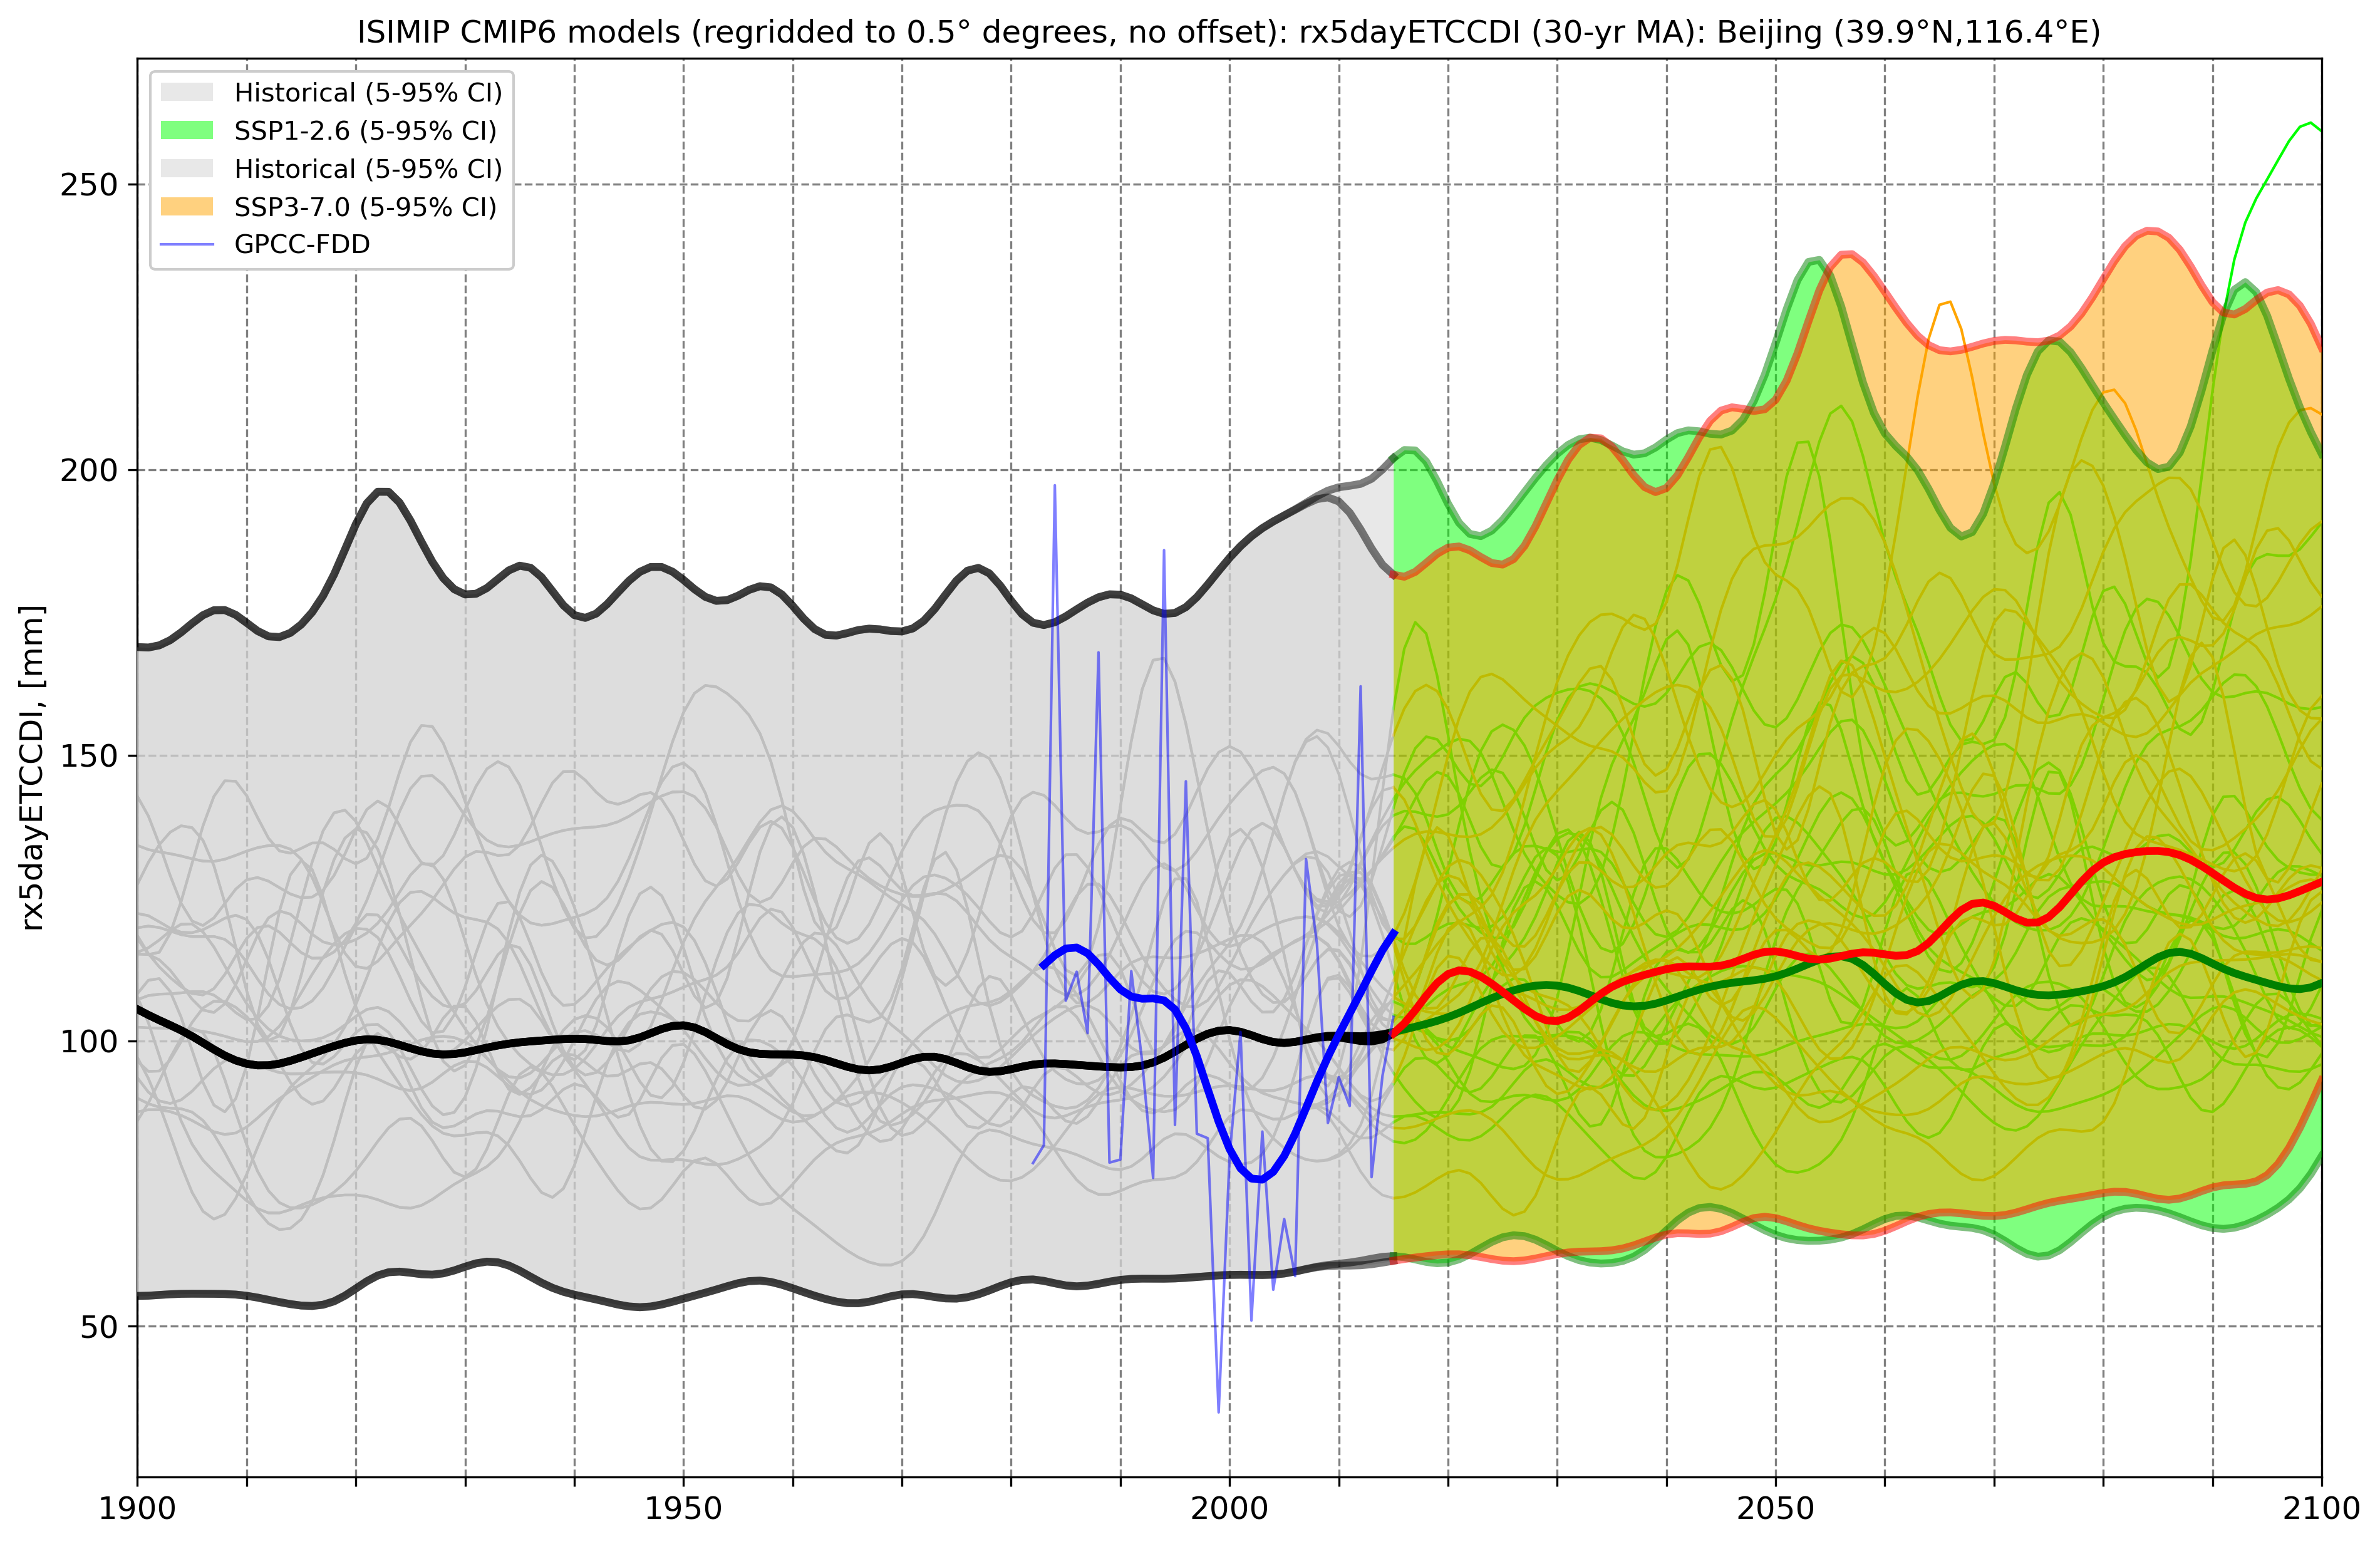 ISIMIP CMIP6 models (regridded to 0.5° degrees, no offset): rx5dayETCCDI (30-yr MA): Beijing (39.9°N,116.4°E)
Historical (5-95% CI)
SSP1-2.6 (5-95% CI)
Historical (5-95% CI)
SSP3-7.0 (5-95% CI)
GPCC-FDD
rx5dayETCCDI, [mm]
250
200
150
100
50
1900
1950
2000
2050
2100